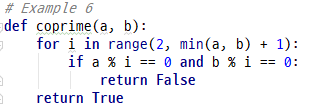 # Example 6
def coprime(a, b):
    for i in range(2, min(a, b) + 1):
        if a % i == 0 and b % i == 0:
            return False
    return True